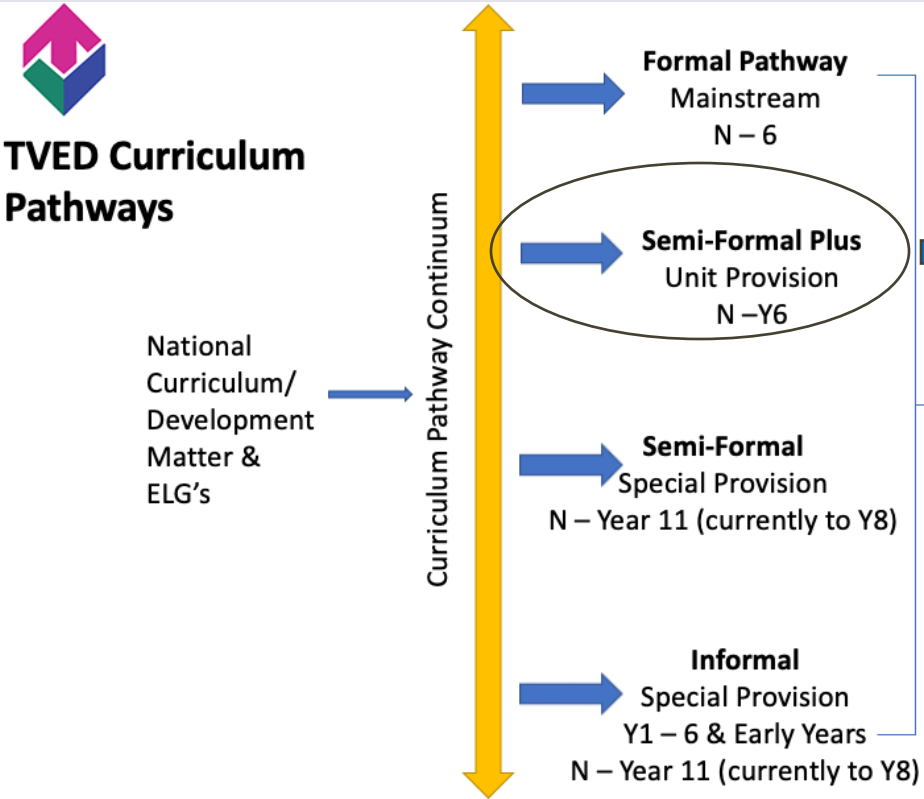 TVED Curriculum
Pathways
National
Curriculum/
Development
Matter &
ELG's
Curriculum Pathway Continuum
Formal Pathway
Mainstream
N – 6
Semi-Formal Plus
Unit Provision
N –Y6
Semi-Formal
Special Provision
N – Year 11 (currently to Y8)
Informal
Special Provision
Y1 – 6 & Early Years
N – Year 11 (currently to Y8)